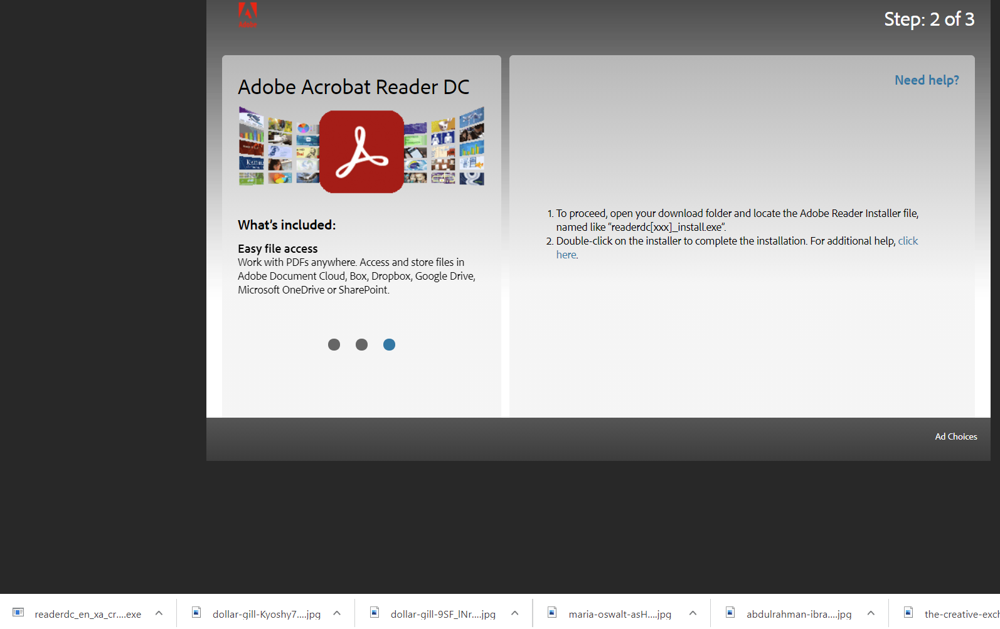 Adobe
Step: 2 of 3
Adobe Acrobat Reader DC
What's included:
Easy file access
Work with PDFs anywhere. Access and store files in
Adobe Document Cloud, Box, Dropbox, Google Drive,
Microsoft OneDrive or SharePoint.
Need help?
1. To proceed, open your download folder and locate the Adobe Reader Installer file,
named like “readerdc[xxx]_install.exe”.
2. Double-click on the installer to complete the installation. For additional help, click
here.
Ad Choices
readerdc_en_xa_cr....exe
dollar-gill-Kyoshy7....jpg
dollar-gill-9SF_lNr....jpg
maria-oswalt-asH....jpg
abdulrahman-ibra....jpg
the-creative-exch